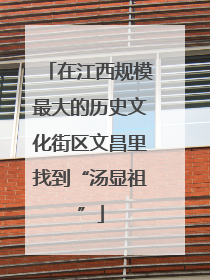 「在江西规模
最大的历史文
化街区文昌里
找到“汤显祖
”」